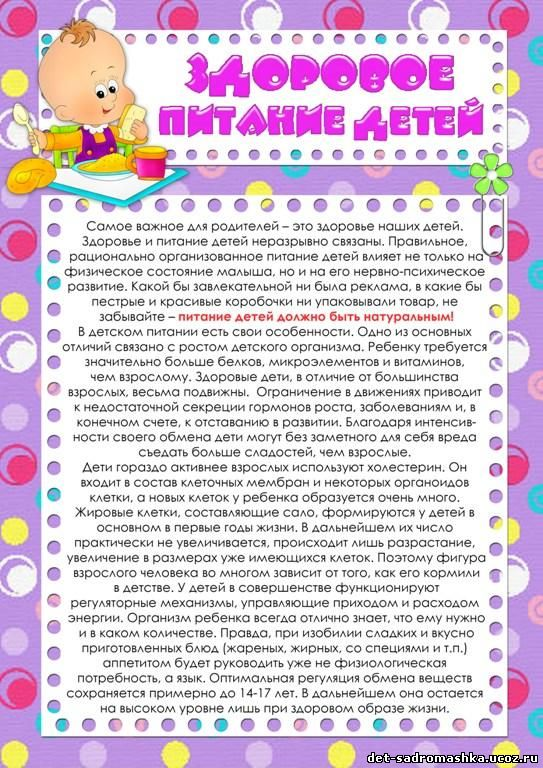 ЗДОРОВОЕ
ПИТАНИЕ ДЕТЕЙ
Самое важное для родителей – это здоровье наших детей.
Здоровье и питание детей неразрывно связаны. Правильное,
рационально организованное питание детей влияет не только на
физическое состояние малыша, но и на его нервно-психическое
развитие. Какой бы завлекательной ни была реклама, в какие бы
пестрые и красивые коробочки ни упаковывали товар, не
забывайте – питание детей должно быть натуральным!
В детском питании есть свои особенности. Одно из основных
отличий связано с ростом детского организма. Ребенку требуется
значительно больше белков, микроэлементов и витаминов,
чем взрослому. Здоровые дети, в отличие от большинства
взрослых, весьма подвижны. Ограничение в движениях приводит
к недостаточной секреции гормонов роста, заболеваниям и, в
конечном счете, к отставанию в развитии. Благодаря интенсив-
ности своего обмена дети могут без заметного для себя вреда
съедать больше сладостей, чем взрослые.
Дети гораздо активнее взрослых используют холестерин. Он
входит в состав клеточных мембран и некоторых органоидов
клетки, а новых клеток у ребенка образуется очень много.
Жировые клетки, составляющие сало, формируются у детей в
основном в первые годы жизни. В дальнейшем их число
практически не увеличивается, происходит лишь разрастание,
увеличение в размерах уже имеющихся клеток. Поэтому фигура
взрослого человека во многом зависит от того, как его кормили
в детстве. У детей в совершенстве функционируют
регуляторные механизмы, управляющие приходом и расходом
энергии. Организм ребенка всегда отлично знает, что ему нужно
и в каком количестве. Правда, при изобилии сладких и вкусно
приготовленных блюд (жареных, жирных, со специями и т.п.)
аппетитом будет руководить уже не физиологическая
потребность, а язык. Оптимальная регуляция обмена веществ
сохраняется примерно до 14-17 лет. В дальнейшем она остается
на высоком уровне лишь при здоровом образе жизни.
det-sadromashka.ucoz.ru